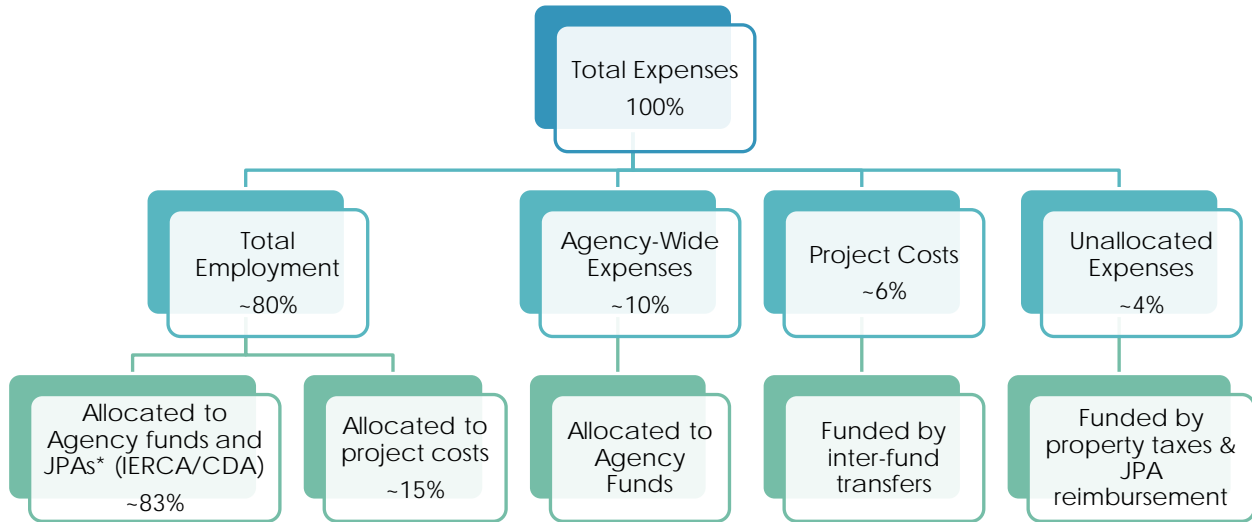 Total Expenses
100%
Total
Employment
~80%
Agency-Wide
Expenses
~10%
Project Costs
~6%
Unallocated
Expenses
~4%
Allocated to
Agency funds and
JPAs* (IERCA/CDA)
~83%
Allocated to
project costs
~15%
Allocated to
Agency
Funds
Funded by
inter-fund
transfers
Funded by
property taxes &
JPA
reimbursement